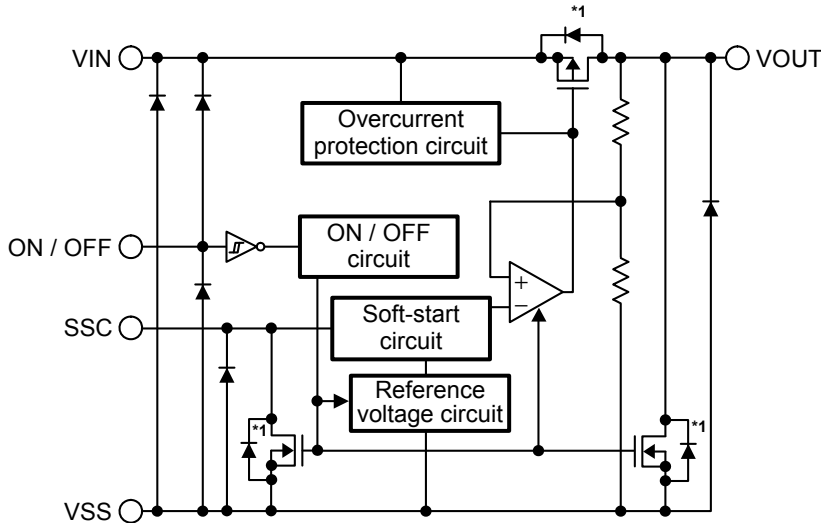 *1
VIN
VOUT
Overcurrent
protection circuit
ON / OFF
ON / OFF
circuit
+
−
SSC
Soft-start
circuit
Reference
voltage circuit
*1
*1
VSS